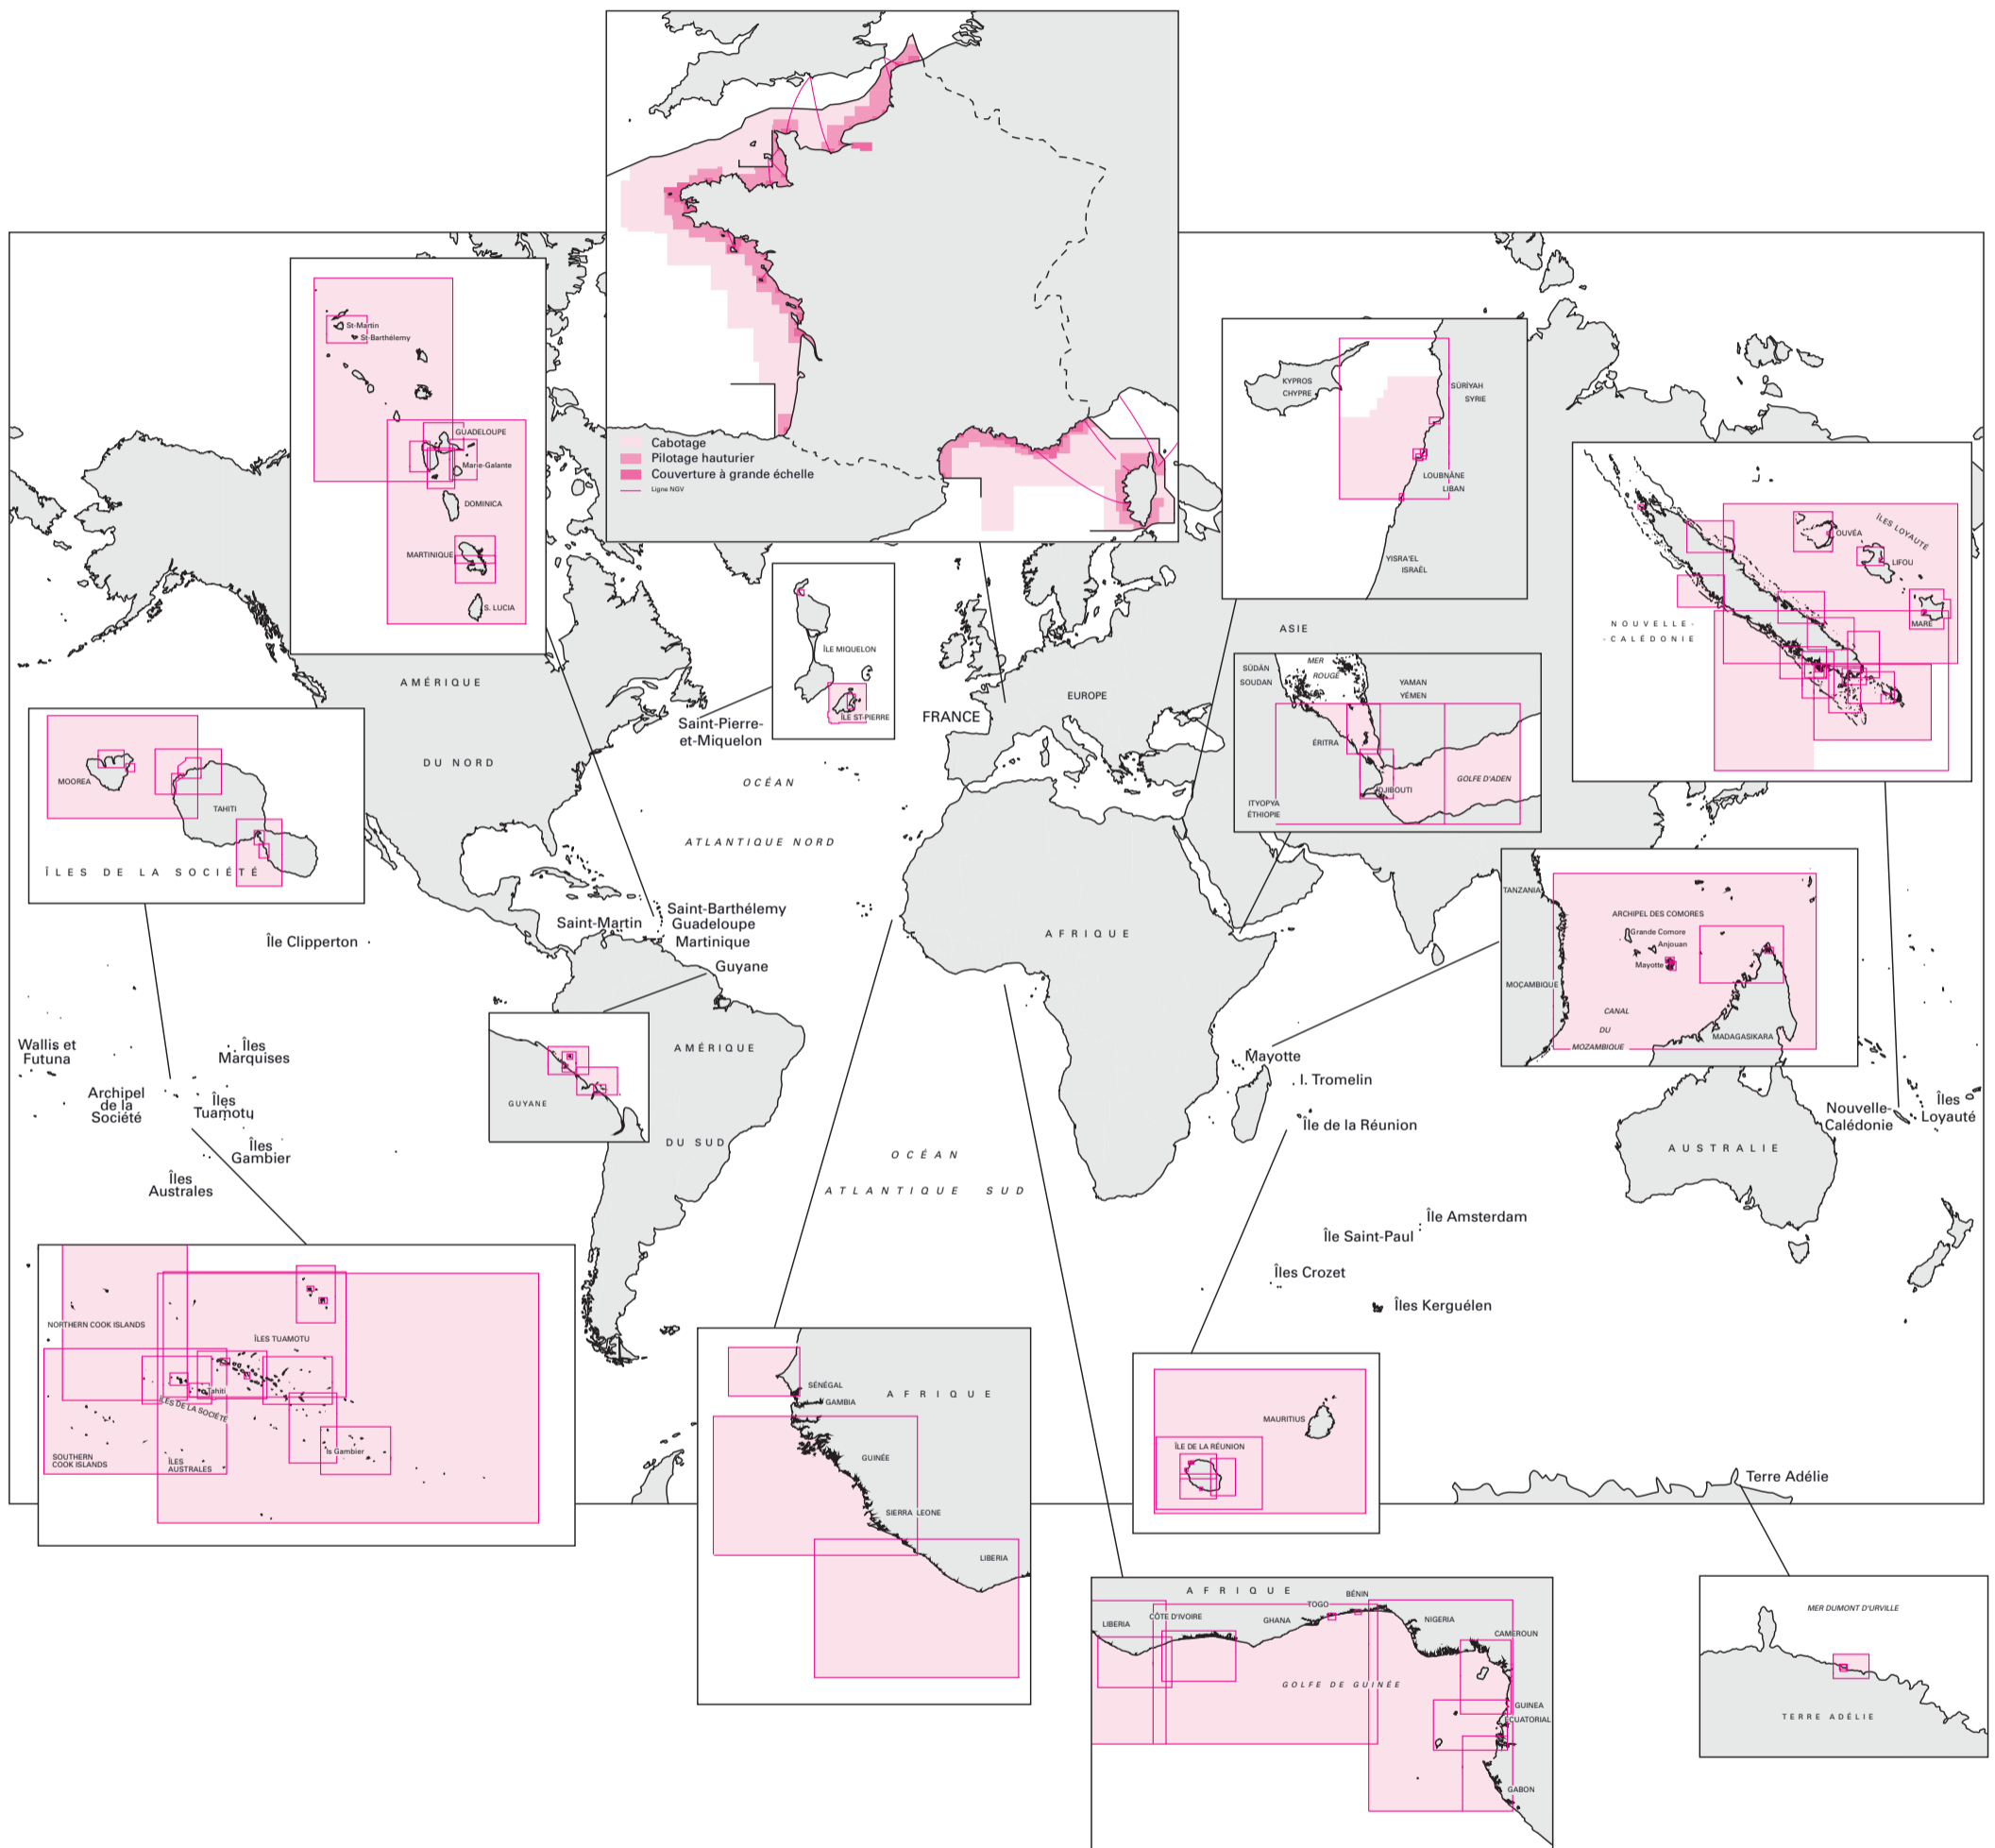 Cabotage
Pilotage hauturier
Couverture à grande échelle
Ligne NGV
St-Martin
St-Barthélemy
GUADELOUPE
Marie-Galante
DOMINICA
MARTINIQUE
S. LUCIA
KYPROS
CHYPRE
SŪRĪYAH
SYRIE
LOUBNÂNE
LIBAN
YISRA'EL
ISRAËL
ÎLES LOYAUTÉ
OUVÉA
LIFOU
MARÉ
NOUVELLE-
-CALÉDONIE
ÎLE MIQUELON
ÎLE ST-PIERRE
ASIE
SŪDĀN
SOUDAN
MER
ROUGE
YAMAN
YÉMEN
ÉRITRA
GOLFE D'ADEN
DJIBOUTI
ITYOPYA
ÉTHIOPIE
AMÉRIQUE
DU NORD
Saint-Pierre-
et-Miquelon
FRANCE
EUROPE
OCÉAN
ATLANTIQUE NORD
MOOREA
TAHITI
ÎLES DE LA SOCIÉTÉ
TANZANIA
ARCHIPEL DES COMORES
Grande Comore
Anjouan
Mayotte
MOÇAMBIQUE
CANAL
DU
MOZAMBIQUE
MADAGASIKARA
Île Clipperton
Saint-Martin
Saint-Barthélemy
Guadeloupe
Martinique
Guyane
AFRIQUE
GUYANE
AMÉRIQUE
DU SUD
Wallis et
Futuna
Îles
Marquises
Archipel
de la
Société
Îles
Tuamotu
Îles
Gambier
Îles
Australes
Mayotte
I. Tromelin
Île de la Réunion
Nouvelle-
Calédonie
Îles
Loyauté
AUSTRALIE
OCÉAN
ATLANTIQUE SUD
Île Amsterdam
Île Saint-Paul
Îles Crozet
Îles Kerguélen
NORTHERN COOK ISLANDS
ÎLES TUAMOTU
Tahiti
ÎLES DE LA SOCIÉTÉ
Is Gambier
SOUTHERN
COOK ISLANDS
ÎLES
AUSTRALES
SÉNÉGAL
GAMBIA
AFRIQUE
GUINÉE
SIERRA LEONE
LIBERIA
MAURITIUS
ÎLE DE LA RÉUNION
Terre Adélie
AFRIQUE
LIBERIA
CÔTE D'IVOIRE
GHANA
TOGO
BÉNIN
NIGERIA
CAMEROUN
GOLFE DE GUINÉE
GUINEA
ECUATORIAL
GABON
MER DUMONT D'URVILLE
TERRE ADÉLIE